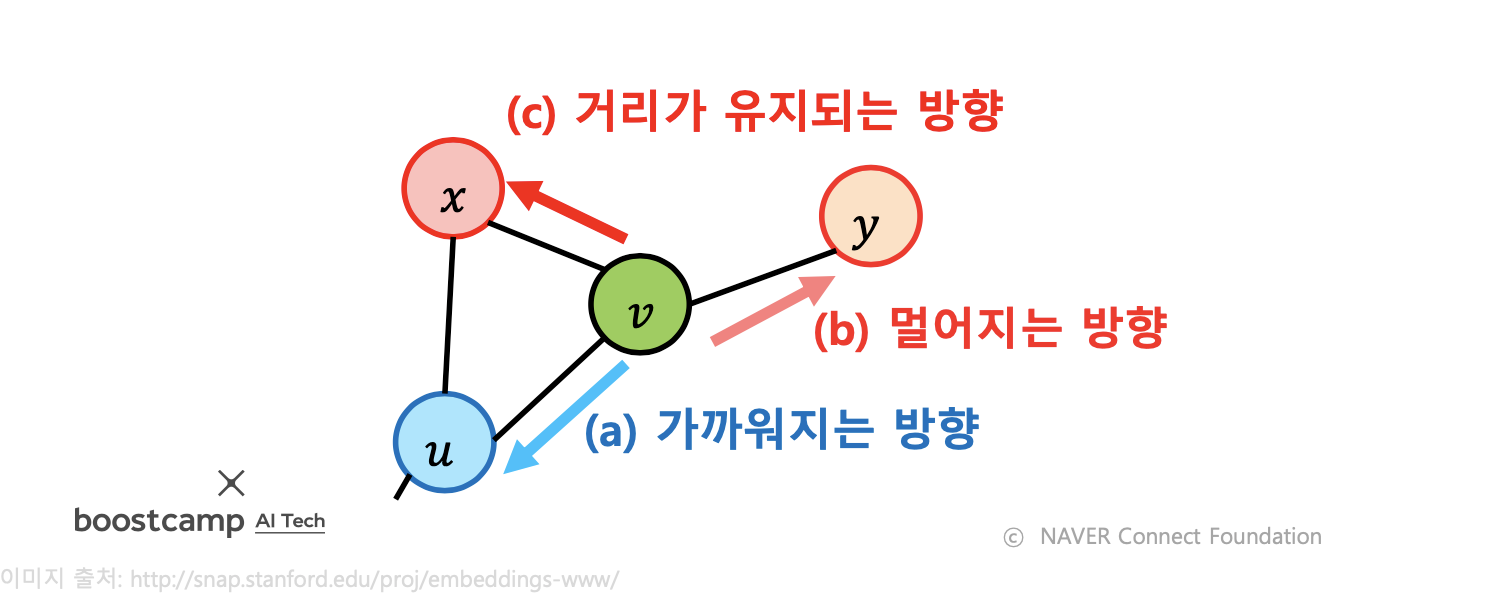 (c) 거리가 유지되는 방향
x
y
v
(b) 멀어지는 방향
(a) 가까워지는 방향
u
boostcamp AI Tech
© NAVER Connect Foundation
이미지 출처: http://snap.stanford.edu/proj/embeddings-www/